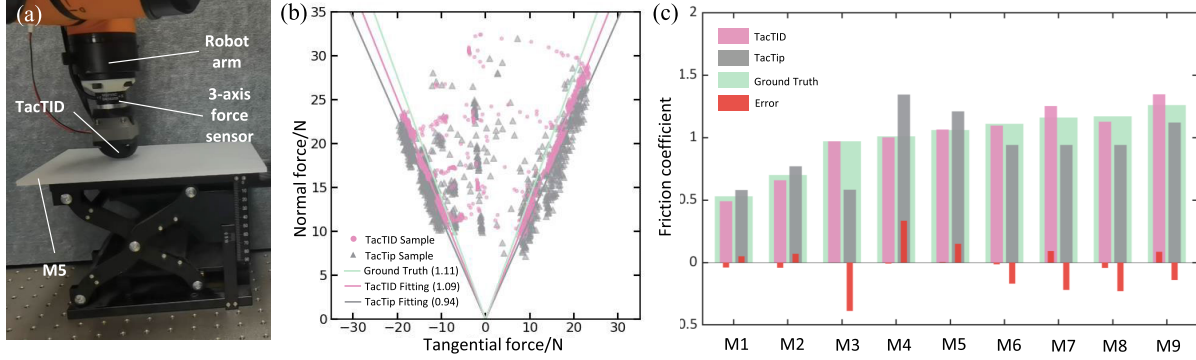 (a)
Robot
arm
TacTID
3-axis
force
sensor
M5
(b)
Normal force/N
35
30
25
20
15
10
5
0
TacTID Sample
TacTip Sample
Ground Truth (1.11)
TacTID Fitting (1.09)
TacTip Fitting (0.94)
−30 −20 −10 0 10 20 30
Tangential force/N
(c)
Friction coefficient
2
1.5
1
0.5
0
0.5
TacTID
TacTip
Ground Truth
Error
M1 M2 M3 M4 M5 M6 M7 M8 M9